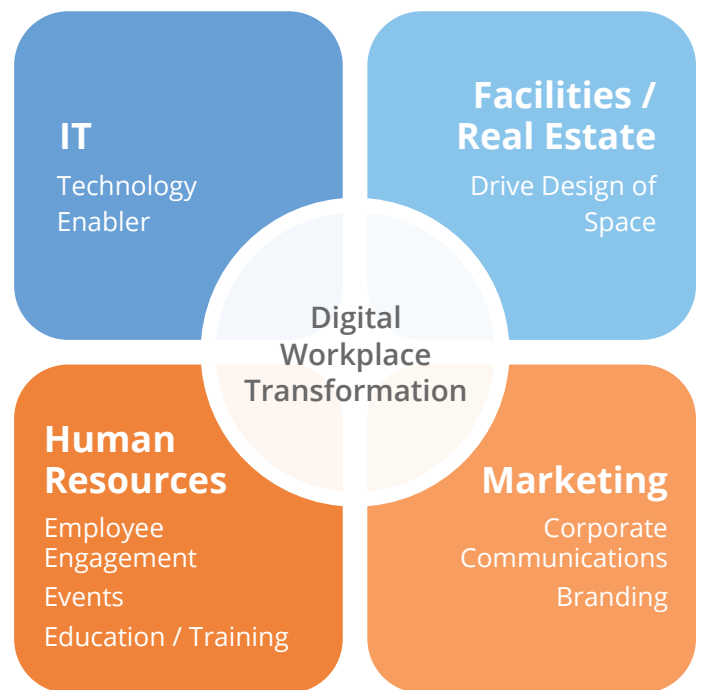 IT
Technology
Enabler
Facilities /
Real Estate
Drive Design of
Space
Digital
Workplace
Transformation
Human
Resources
Employee
Engagement
Events
Education / Training
Marketing
Corporate
Communications
Branding